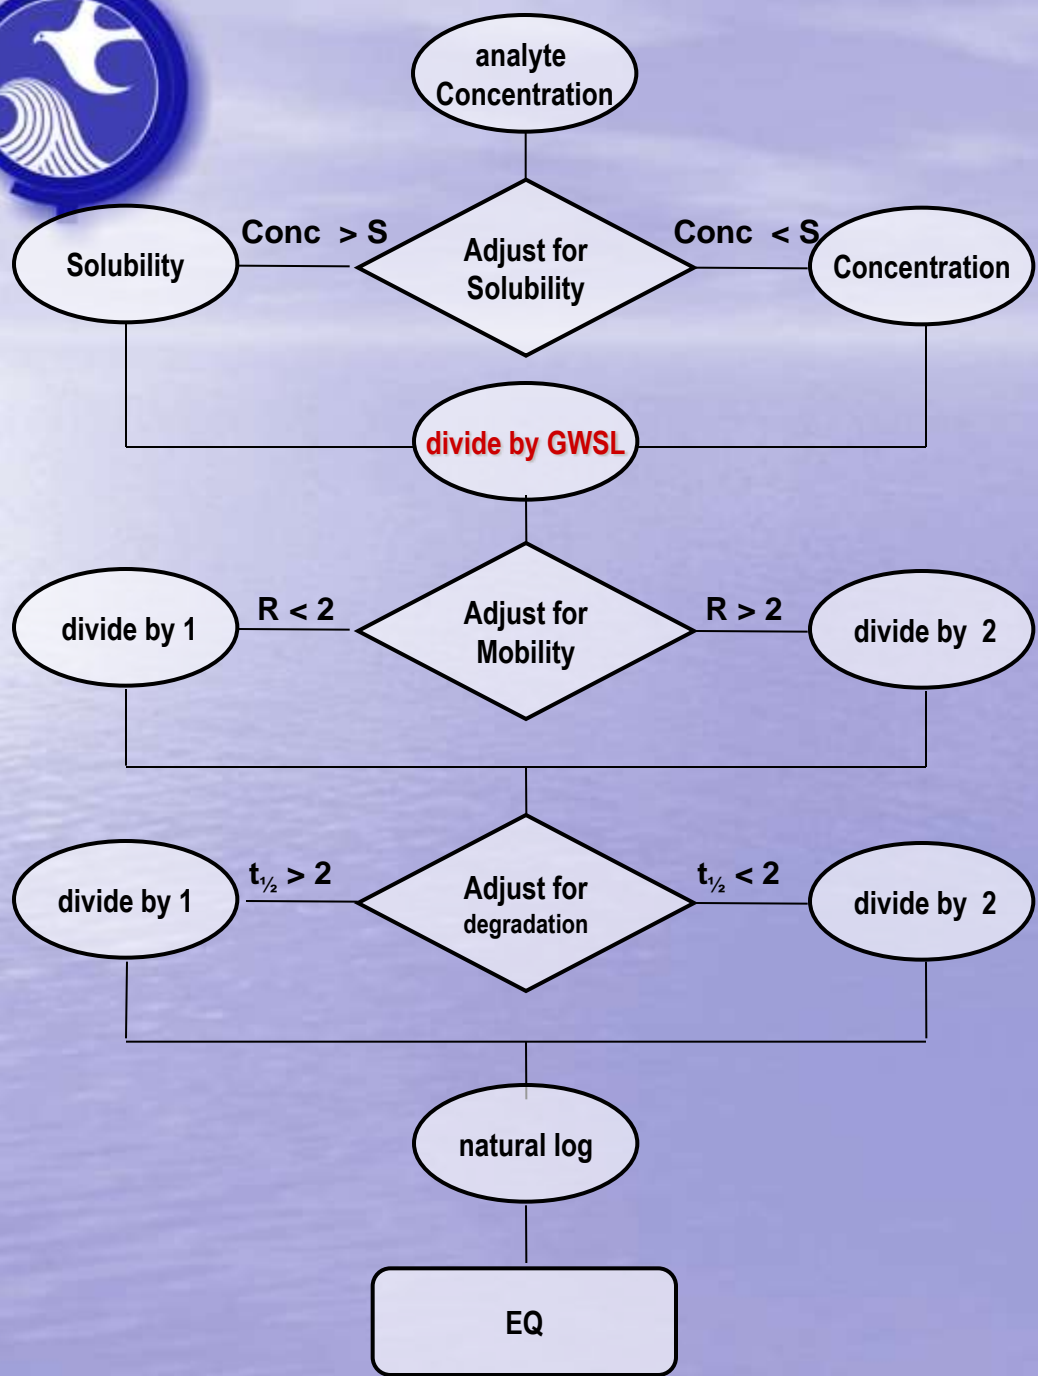 analyte
Concentration
Conc > S
Conc < S
Solubility
Adjust for
Solubility
Concentration
divide by GWSL
R < 2
R > 2
divide by 1
Adjust for
Mobility
divide by 2
t½ > 2
t½ < 2
divide by 1
Adjust for
degradation
divide by 2
natural log
EQ